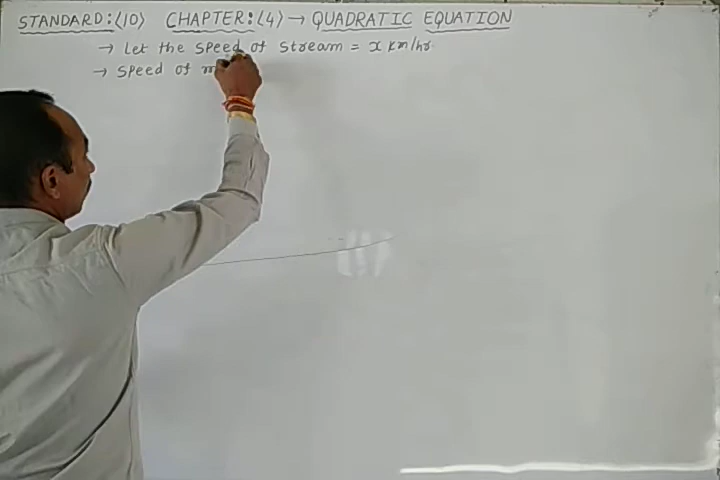 STANDARD:(10) CHAPTER:(4) → QUADRATIC EQUATION
→ Let the speed of stream = x km/hr.
→ speed of m